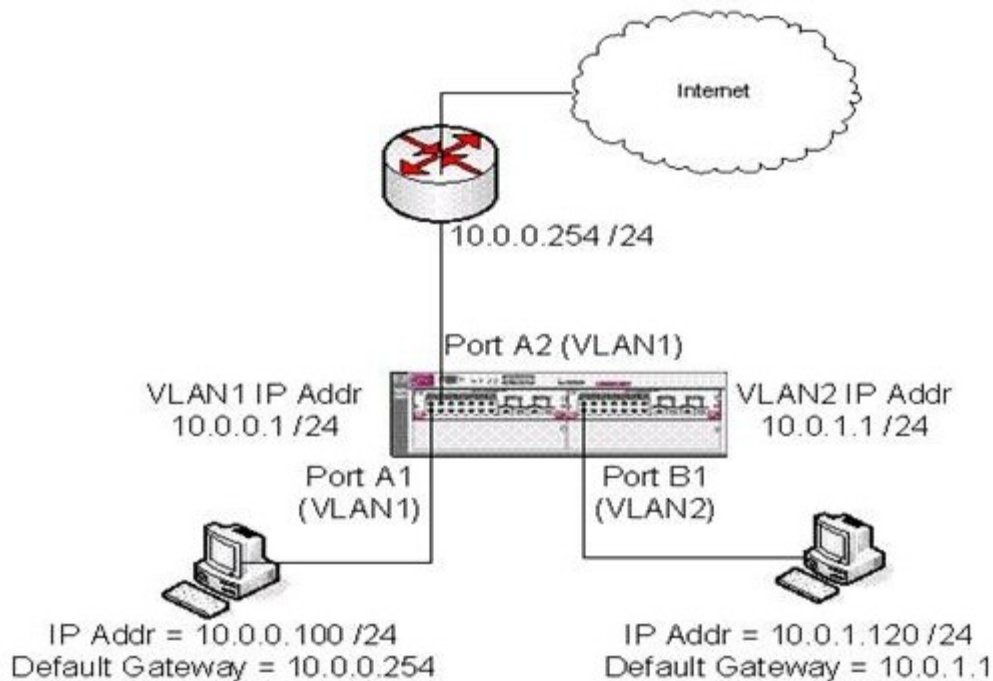 Internet
10.0.0.254 /24
Port A2 (VLAN1)
VLAN1 IP Addr
10.0.0.1 /24
VLAN2 IP Addr
10.0.1.1 /24
Port A1
(VLAN1)
Port B1
(VLAN2)
IP Addr = 10.0.0.100 /24
Default Gateway = 10.0.0.254
IP Addr = 10.0.1.120 /24
Default Gateway = 10.0.1.1